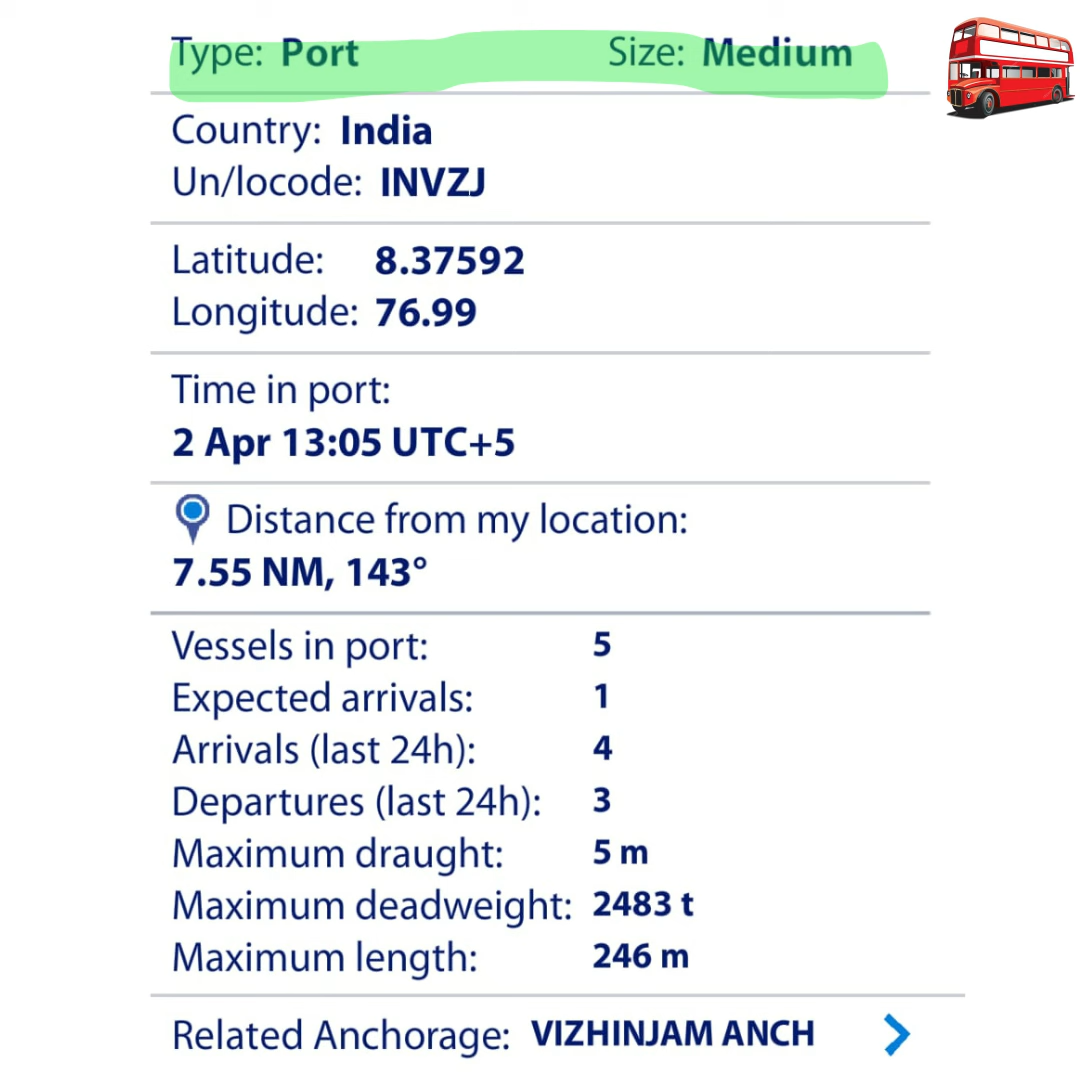 Type: Port Size: Medium
Country: India
Un/locode: INVZJ
Latitude: 8.37592
Longitude: 76.99
Time in port:
2 Apr 13:05 UTC+5
Distance from my location:
7.55 NM, 143°
Vessels in port: 5
Expected arrivals: 1
Arrivals (last 24h): 4
Departures (last 24h): 3
Maximum draught: 5 m
Maximum deadweight: 2483 t
Maximum length: 246 m
Related Anchorage: VIZHINJAM ANCH